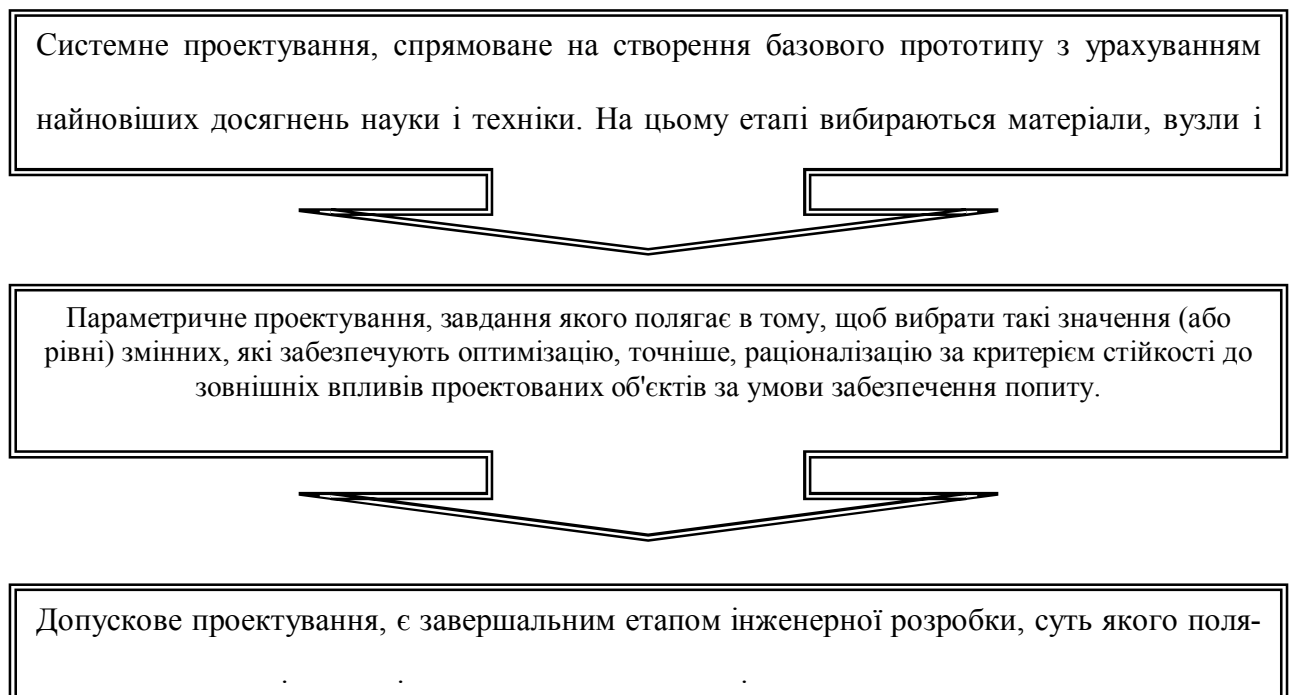 Системне проектування, спрямоване на створення базового прототипу з урахуванням
найновіших досягнень науки і техніки. На цьому етапі вибираються матеріали, вузли і
Параметричне проектування, завдання якого полягає в тому, щоб вибрати такі значення (або
рівні) змінних, які забезпечують оптимізацію, точніше, раціоналізацію за критерієм стійкості до
зовнішніх впливів проектованих об'єктів за умови забезпечення попиту.
Допускове проектування, є завершальним етапом інженерної розробки, суть якого поля-